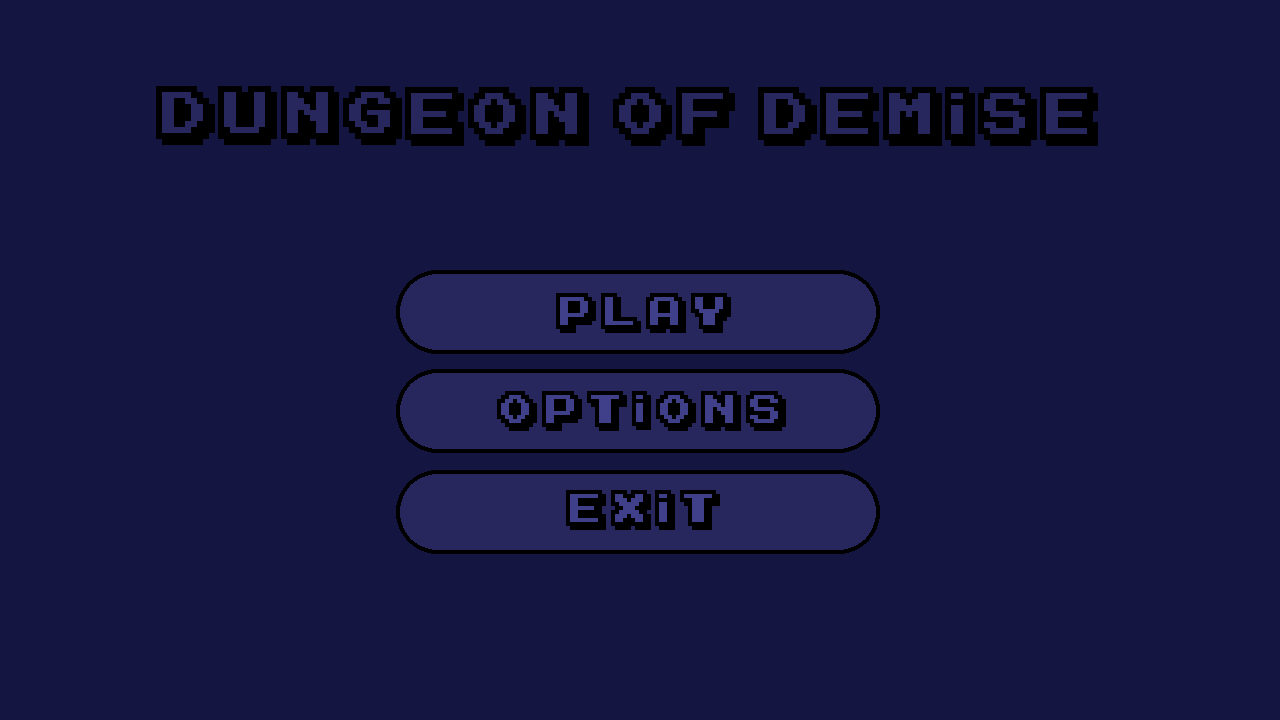 DUNGEON OF DEMiSE
PLAY
OPTiONS
EXiT